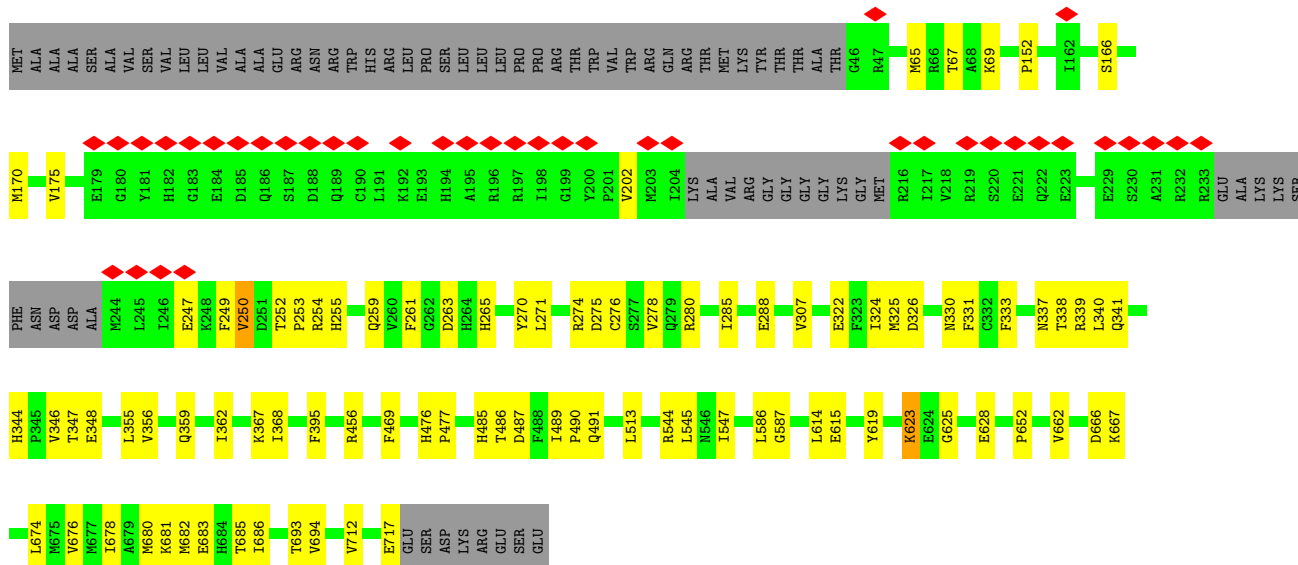 MET ALA ALA ALA SER ALA VAL SER VAL LEU LEU VAL ALA ALA GLU ARG ASN ARG TRP HIS ARG LEU PRO SER LEU LEU LEU PRO PRO ARG THR TRP VAL TRP ARG GLN ARG THR MET LYS TYR THR THR ALA THR G46 R47 M65 R66 T67 A68 K69 P152 I162 S166
M170 V175 E179 G180 Y181 H182 G183 E184 D185 Q186 S187 D188 Q189 C190 L191 K192 E193 H194 A195 R196 R197 I198 G199 Y200 P201 V202 M203 I204 LYS ALA VAL ARG GLY GLY GLY GLY LYS GLY MET R216 I217 V218 R219 S220 E221 Q222 E223 E229 S230 A231 R232 R233 GLU ALA LYS LYS SER
PHE ASN ASP ASP ALA M244 L245 I246 E247 K248 F249 V250 D251 T252 P253 R254 H255 Q259 V260 F261 G262 D263 H264 H265 Y270 L271 R274 D275 C276 S277 V278 Q279 R280 I285 E288 V307 E322 F323 I324 M325 D326 N330 F331 C332 F333 N337 T338 R339 L340 Q341
H344 P345 V346 T347 E348 L355 V356 Q359 I362 K367 I368 F395 R456 F469 H476 P477 H485 T486 D487 F488 I489 P490 Q491 L513 R544 L545 N546 I547 L586 G587 L614 E615 Y619 K623 E624 G625 E628 P652 V662 D666 K667
L674 M675 V676 M677 I678 A679 M680 K681 M682 E683 H684 T685 I686 T693 V694 V712 E717 GLU SER ASP LYS ARG GLU SER GLU